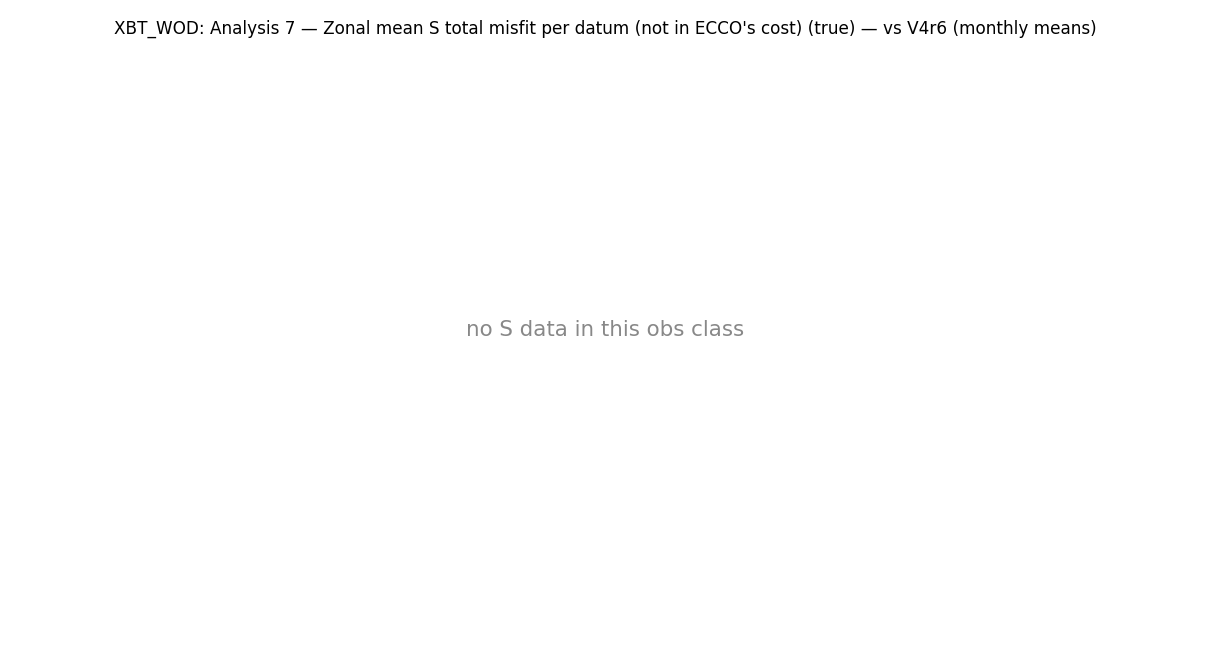 XBT_WOD: Analysis 7 — Zonal mean S total misfit per datum (not in ECCO's cost) (true) — vs V4r6 (monthly means)
no S data in this obs class